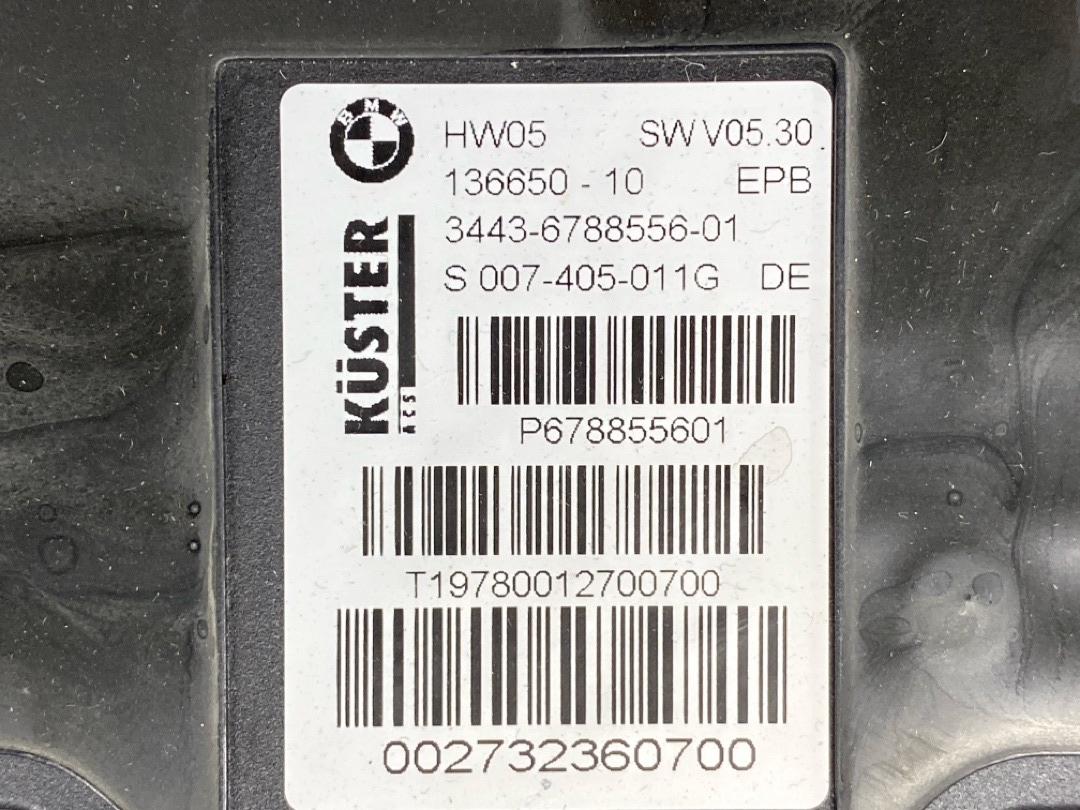 BMW
HW05 SW V05.30
136650 - 10 EPB
3443-6788556-01
S 007-405-011G DE
KÜSTER
ACS
P678855601
T19780012700700
002732360700